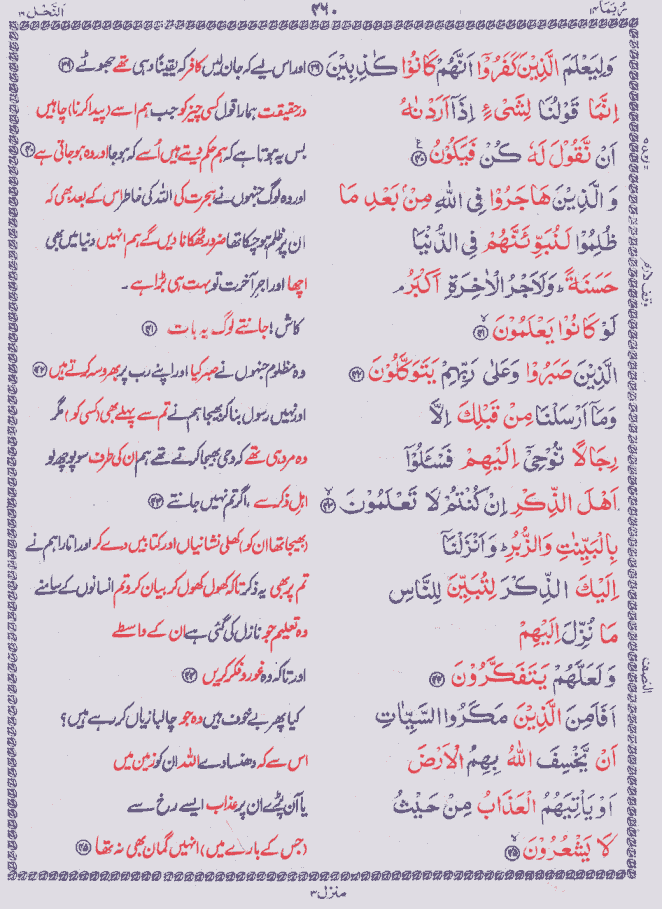 رُبَمَا ١٤ ٣٦٠ النَّحْل ١٦
وَلِيَعْلَمَ الَّذِيْنَ كَفَرُوْٓا اَنَّهُمْ كَانُوْا كٰذِبِيْنَ ﴿۳۹﴾ اور اس لیے کہ جان لیں کافر کہ یقیناً وہی تھے جھوٹے ﴿۳۹﴾
اِنَّمَا قَوْلُنَا لِشَيْءٍ اِذَآ اَرَدْنٰهُ درحقیقت ہمارا قول کسی چیز کو جب ہم اسے (پیدا کرنا) چاہیں
اَنْ نَّقُوْلَ لَهٗ كُنْ فَيَكُوْنُ ﴿۴۰﴾ بس یہ ہوتا ہے کہ ہم حکم دیتے ہیں اُسے کہ ہو جا اور وہ ہو جاتی ہے ﴿۴۰﴾
وَ الَّذِيْنَ هَاجَرُوْا فِي اللّٰهِ مِنْۢ بَعْدِ مَا اور وہ لوگ جنہوں نے ہجرت کی اللہ کی خاطر اس کے بعد بھی کہ
ظُلِمُوْا لَنُبَوِّئَنَّهُمْ فِي الدُّنْيَا ان پر ظلم ہو چکا تھا ضرور ٹھکانا دیں گے ہم انہیں دنیا میں بھی
حَسَنَةً ؕ وَلَاَجْرُ الْاٰخِرَةِ اَكْبَرُ ۘ اچھا اور اجرِ آخرت تو بہت ہی بڑا ہے ۔
لَوْ كَانُوْا يَعْلَمُوْنَ ﴿۴۱﴾ کاش! جانتے لوگ یہ بات ﴿۴۱﴾
الَّذِيْنَ صَبَرُوْا وَعَلٰى رَبِّهِمْ يَتَوَكَّلُوْنَ ﴿۴۲﴾ وہ مظلوم جنہوں نے صبر کیا اور اپنے رب پر بھروسہ کرتے ہیں ﴿۴۲﴾
وَمَآ اَرْسَلْنَا مِنْ قَبْلِكَ اِلَّا اور نہیں رسول بنا کر بھیجا ہم نے تم سے پہلے بھی (کسی کو) مگر
رِجَالًا نُّوْحِيْٓ اِلَيْهِمْ فَسْـَٔلُوْٓا وہ مرد ہی تھے کہ وحی بھیجا کرتے تھے ہم ان کی طرف سو پوچھ لو
اَهْلَ الذِّكْرِ اِنْ كُنْتُمْ لَا تَعْلَمُوْنَ ﴿۴۳﴾ اہلِ ذکر سے، اگر تم نہیں جانتے ﴿۴۳﴾
بِالْبَيِّنٰتِ وَالزُّبُرِ ؕ وَاَنْزَلْنَآ (بھیجا تھا ان کو) کھلی نشانیاں اور کتابیں دے کر اور اتارا ہم نے
اِلَيْكَ الذِّكْرَ لِتُبَيِّنَ لِلنَّاسِ تم پر بھی یہ ذکر تاکہ کھول کھول کر بیان کرو تم انسانوں کے سامنے
مَا نُزِّلَ اِلَيْهِمْ وہ تعلیم جو نازل کی گئی ہے ان کے واسطے
وَلَعَلَّهُمْ يَتَفَكَّرُوْنَ ﴿۴۴﴾ اور تاکہ وہ غور و فکر کریں ﴿۴۴﴾
اَفَاَمِنَ الَّذِيْنَ مَكَرُوا السَّيِّاٰتِ کیا پھر بے خوف ہیں وہ جو چالبازیاں کر رہے ہیں؟
اَنْ يَّخْسِفَ اللّٰهُ بِهِمُ الْاَرْضَ اس سے کہ دھنسا دے اللہ ان کو زمین میں
اَوْ يَاْتِيَهُمُ الْعَذَابُ مِنْ حَيْثُ یا آن پڑے ان پر عذاب ایسے رخ سے
لَا يَشْعُرُوْنَ ﴿۴۵﴾ (جس کے بارے میں) انہیں گمان بھی نہ تھا ﴿۴۵﴾
وقف لازم
النصف
منزل ٣